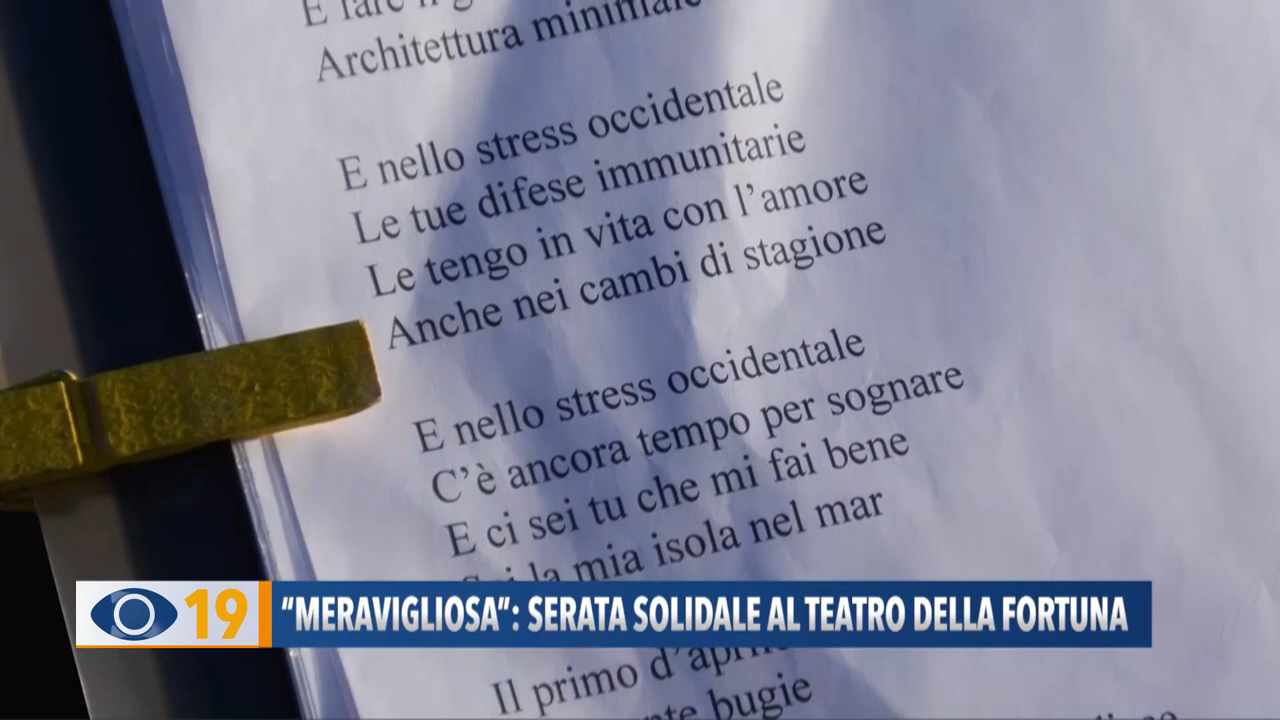 E fare il g
Architettura minimale
E nello stress occidentale
Le tue difese immunitarie
Le tengo in vita con l’amore
Anche nei cambi di stagione
E nello stress occidentale
C’è ancora tempo per sognare
E ci sei tu che mi fai bene
Sei la mia isola nel mar
19 “MERAVIGLIOSA”: SERATA SOLIDALE AL TEATRO DELLA FORTUNA
Il primo d’aprile
bugie